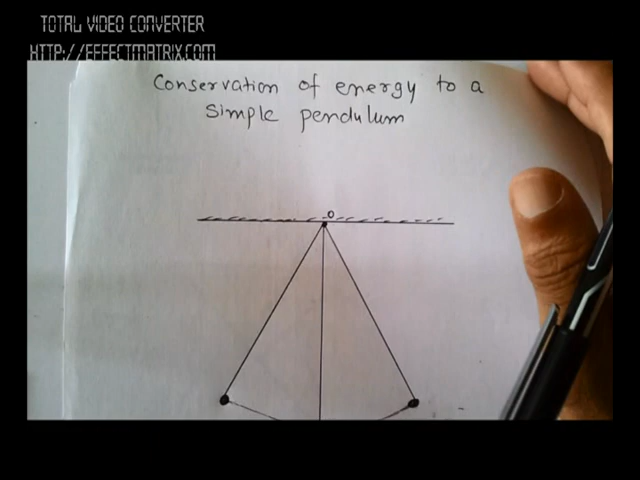 TOTAL VIDEO CONVERTER
HTTP://EFFECTMATRIX.COM
Conservation of energy to a
simple pendulum
O